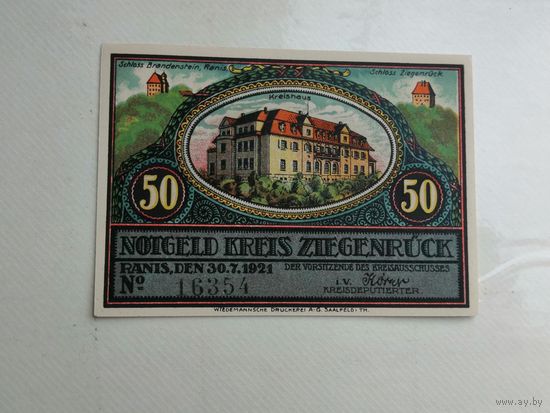 Schloss Brandenstein, Ranis.
Schloss Ziegenrück
Kreishaus
50 50
NOTGELD KREIS ZIEGENRÜCK
RANIS, DEN 30.7.1921 DER VORSITZENDE DES KREISAUSSCHUSSES
No 16354 i.V.
KREISDEPUTIERTER
WIEDEMANNSCHE DRUCKEREI A-G. SAALFELD: TH.
www.ay.by